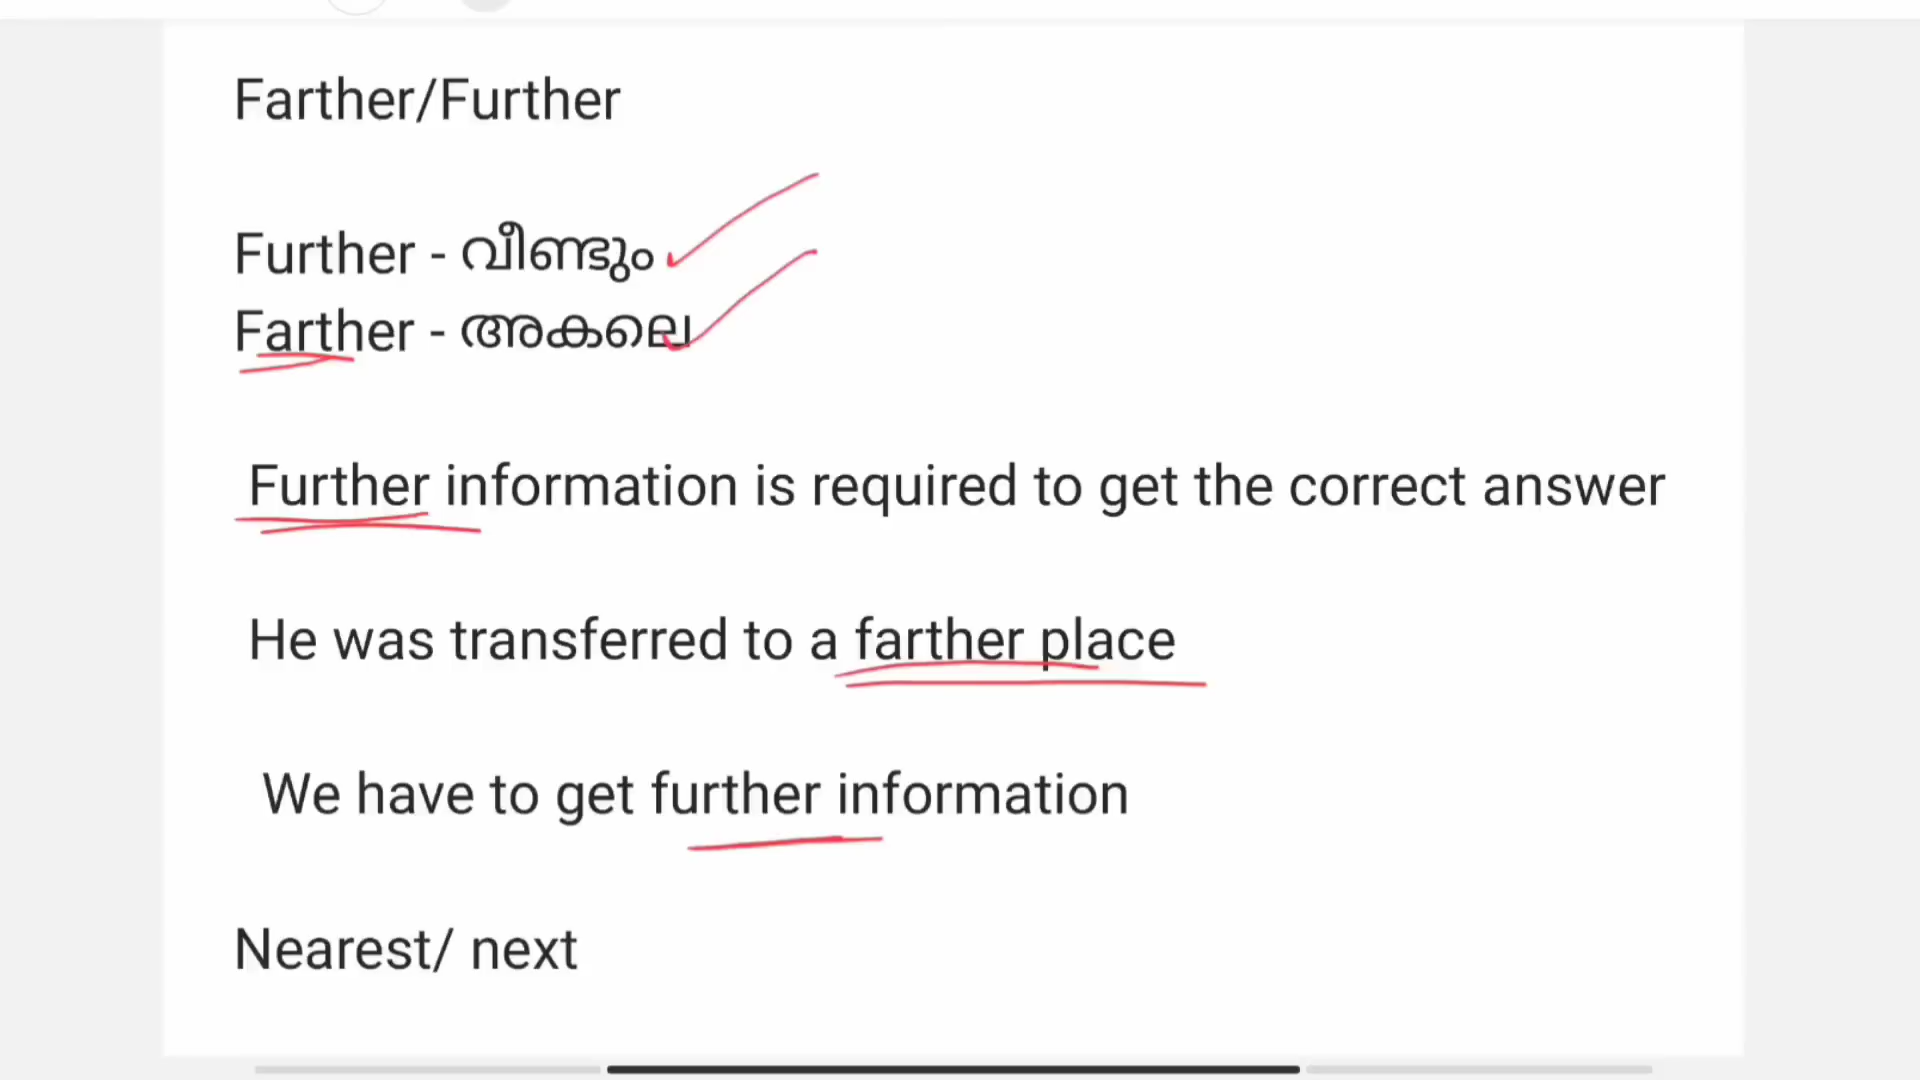 Farther/Further
Further - വീണ്ടും
Farther - അകലെ
Further information is required to get the correct answer
He was transferred to a farther place
We have to get further information
Nearest/ next